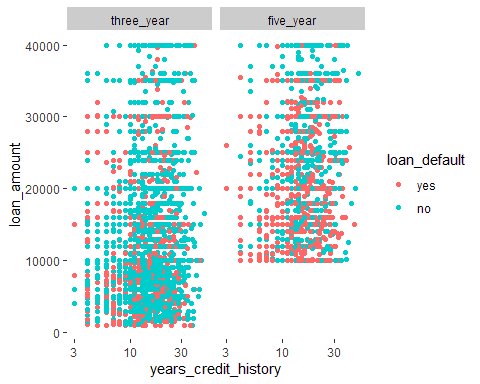 three_year five_year
40000
30000
20000
10000
0
3 10 30 3 10 30
years_credit_history
loan_amount
loan_default
yes
no